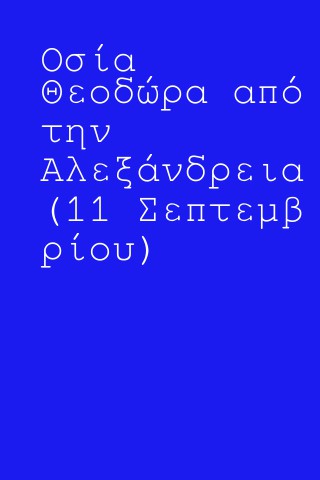 Οσία
Θεοδώρα από
την
Αλεξάνδρεια
(11 Σεπτεμβ
ρίου)